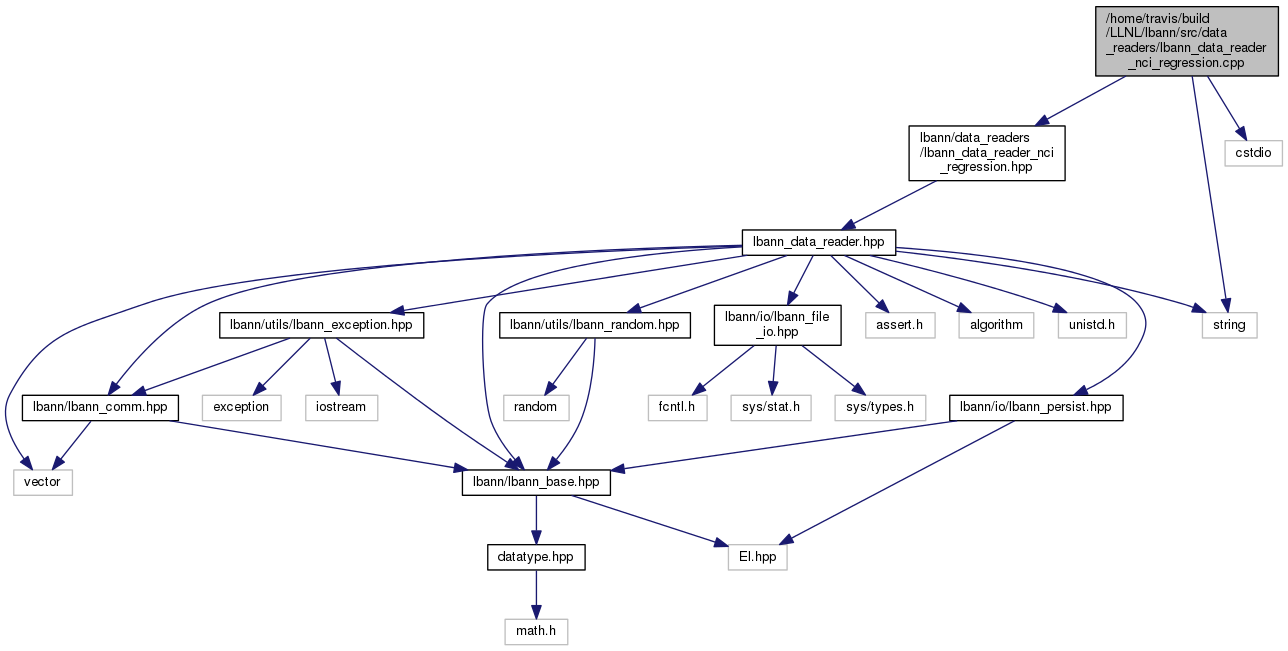 /home/travis/build
/LLNL/lbann/src/data
_readers/lbann_data_reader
_nci_regression.cpp
lbann/data_readers
/lbann_data_reader_nci
_regression.hpp
cstdio
lbann_data_reader.hpp
lbann/utils/lbann_exception.hpp
lbann/utils/lbann_random.hpp
lbann/io/lbann_file
_io.hpp
assert.h
algorithm
unistd.h
string
lbann/lbann_comm.hpp
exception
iostream
random
fcntl.h
sys/stat.h
sys/types.h
lbann/io/lbann_persist.hpp
vector
lbann/lbann_base.hpp
datatype.hpp
El.hpp
math.h